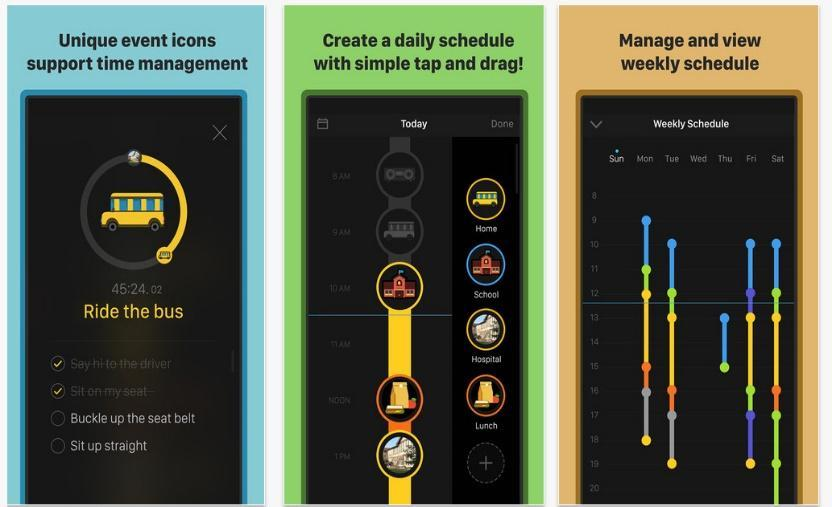 Unique event icons
support time management
45:24.02
Ride the bus
Say hi to the driver
Sit on my seat
Buckle up the seat belt
Sit up straight
Create a daily schedule
with simple tap and drag!
Today
Done
8 AM
9 AM
10 AM
11 AM
NOON
1 PM
Home
School
Hospital
Lunch
Manage and view
weekly schedule
Weekly Schedule
Sun Mon Tue Wed Thu Fri Sat
8
9
10
11
12
13
14
15
16
17
18
19
20